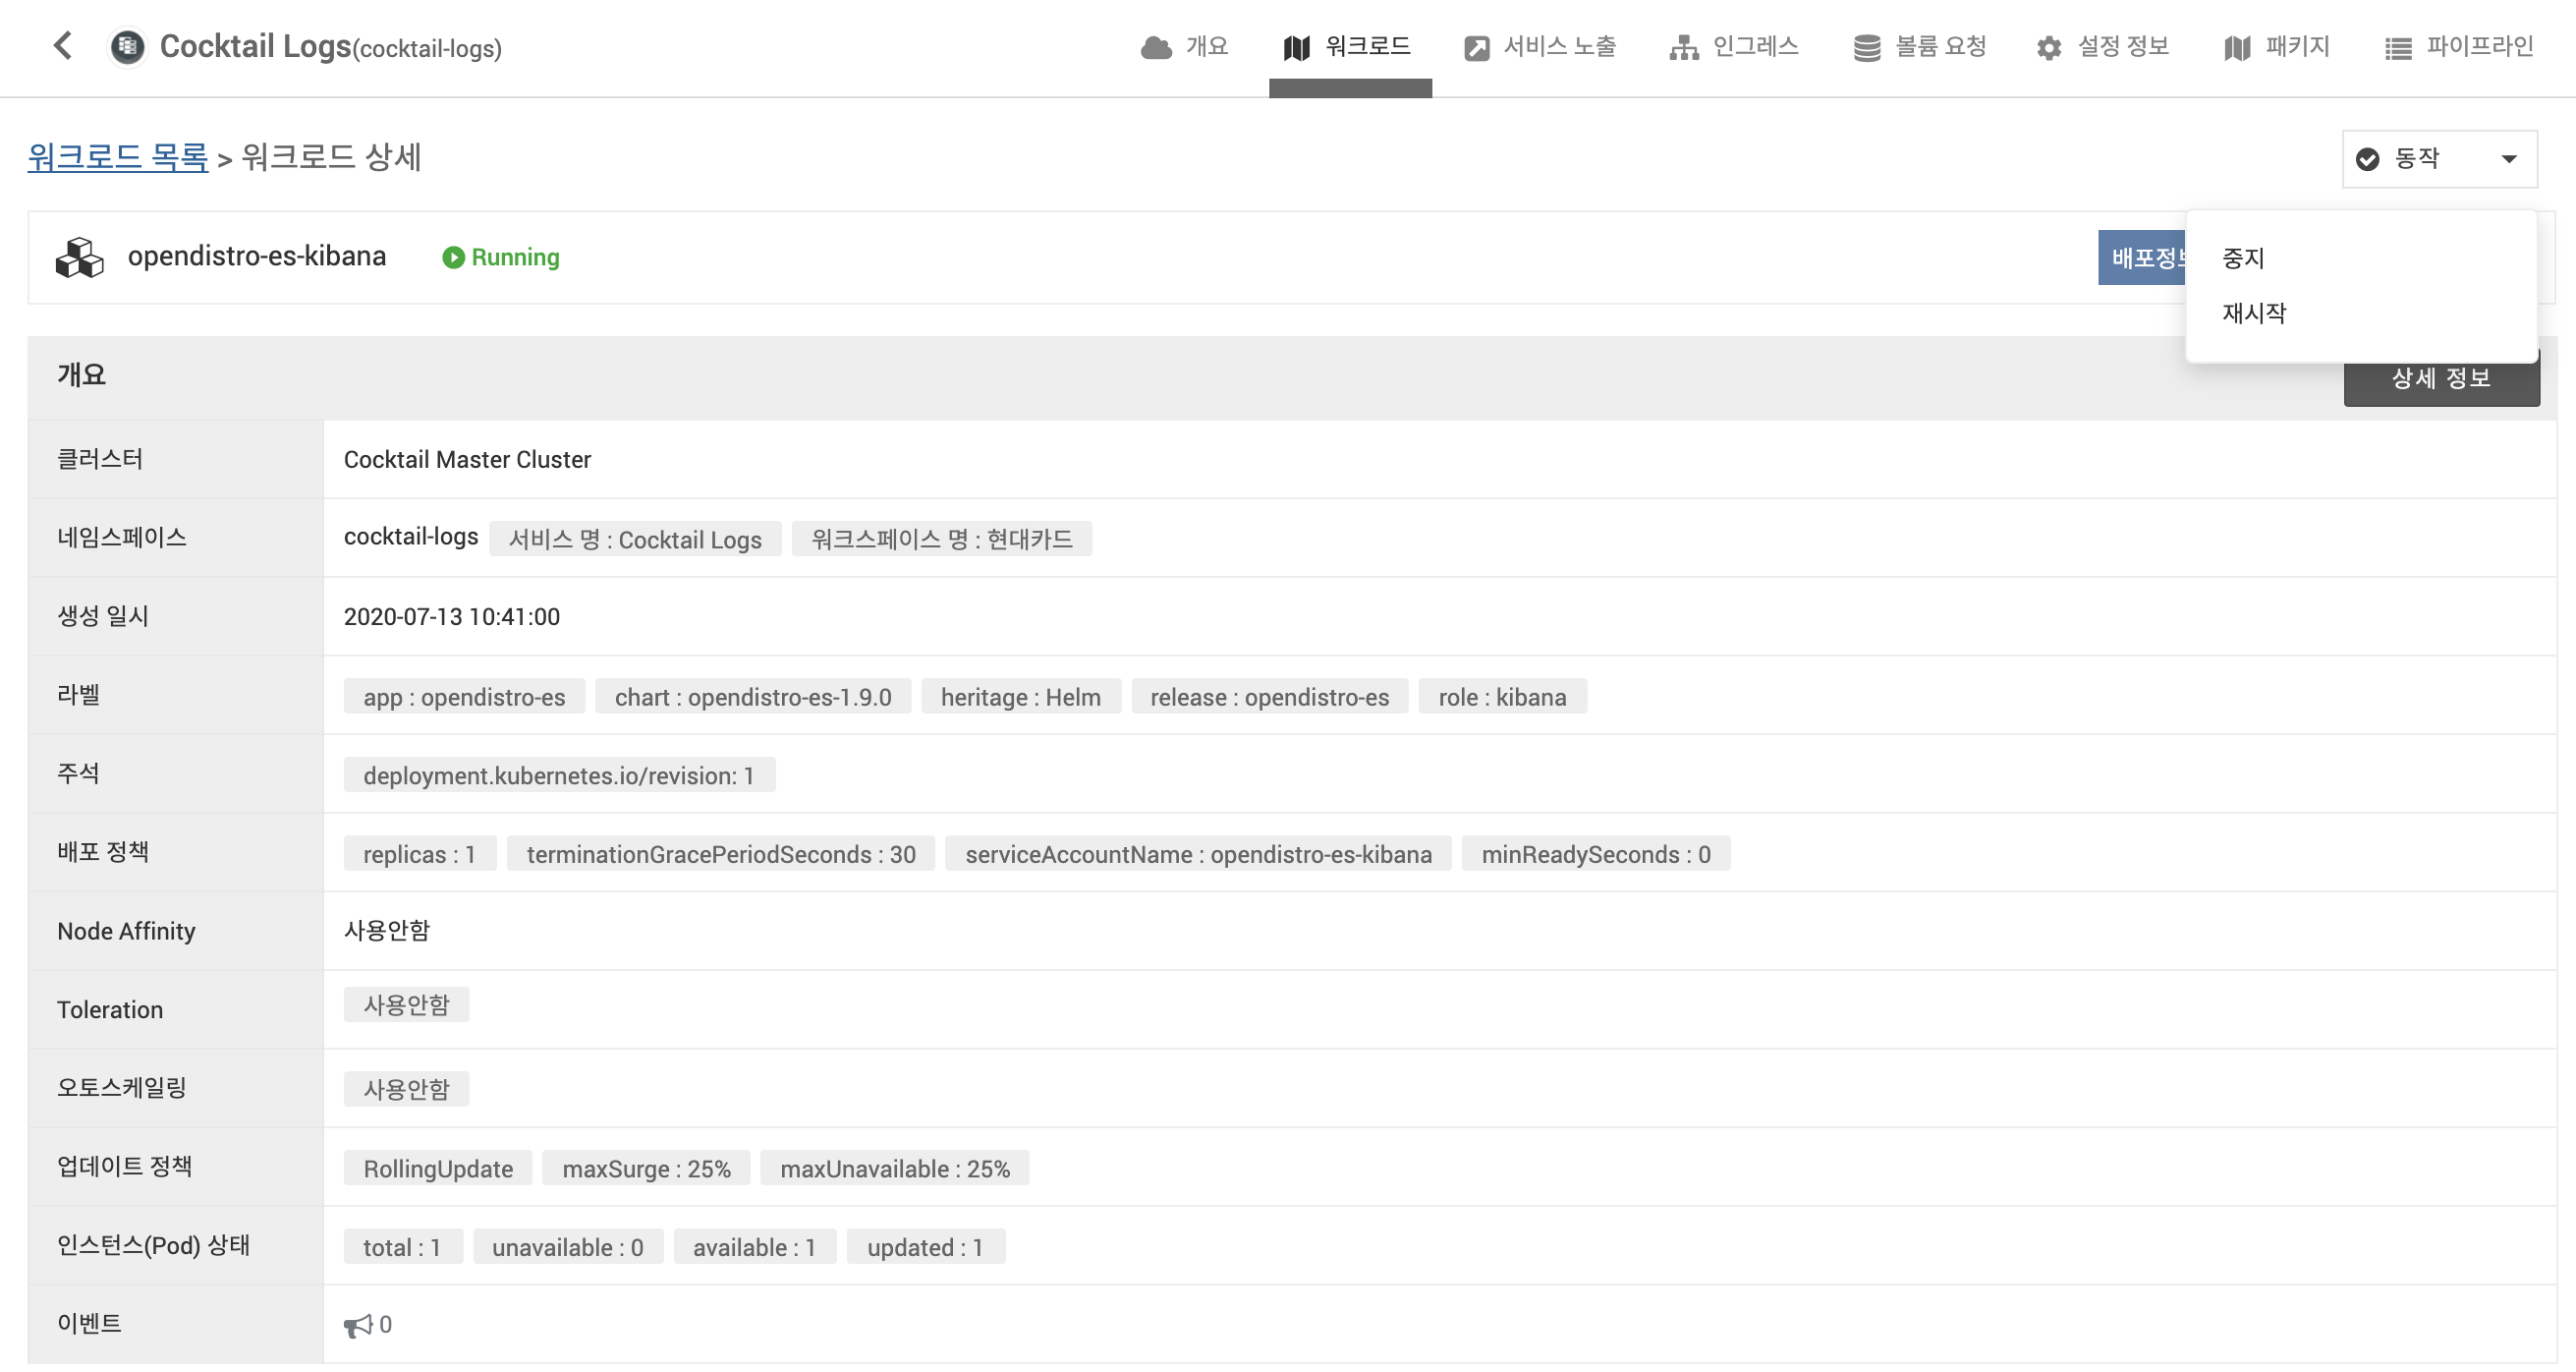 Cocktail Logs(cocktail-logs)
개요 워크로드 서비스 노출 인그레스 볼륨 요청 설정 정보 패키지 파이프라인
워크로드 목록 > 워크로드 상세
동작
opendistro-es-kibana Running
배포정보
중지
재시작
개요
상세 정보
클러스터 Cocktail Master Cluster
네임스페이스 cocktail-logs 서비스 명 : Cocktail Logs 워크스페이스 명 : 현대카드
생성 일시 2020-07-13 10:41:00
라벨 app : opendistro-es chart : opendistro-es-1.9.0 heritage : Helm release : opendistro-es role : kibana
주석 deployment.kubernetes.io/revision: 1
배포 정책 replicas : 1 terminationGracePeriodSeconds : 30 serviceAccountName : opendistro-es-kibana minReadySeconds : 0
Node Affinity 사용안함
Toleration 사용안함
오토스케일링 사용안함
업데이트 정책 RollingUpdate maxSurge : 25% maxUnavailable : 25%
인스턴스(Pod) 상태 total : 1 unavailable : 0 available : 1 updated : 1
이벤트 0